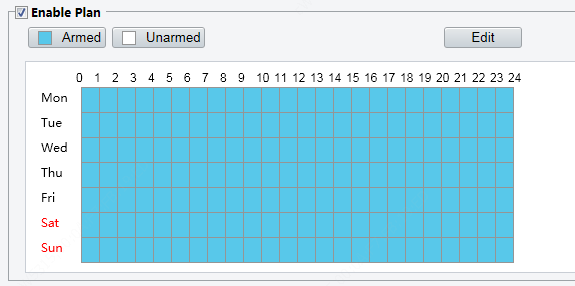 Enable Plan
Armed Unarmed Edit
0 1 2 3 4 5 6 7 8 9 10 11 12 13 14 15 16 17 18 19 20 21 22 23 24
Mon
Tue
Wed
Thu
Fri
Sat
Sun